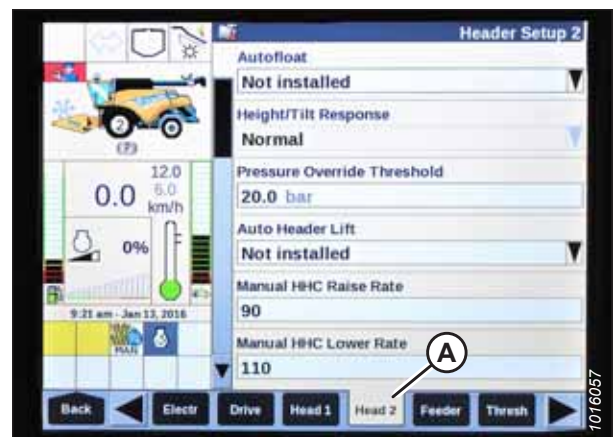 Header Setup 2
Autofloat
Not installed
Height/Tilt Response
Normal
Pressure Override Threshold
20.0 bar
Auto Header Lift
Not installed
Manual HHC Raise Rate
90
Manual HHC Lower Rate
110
2
(P)
12.0
6.0
0.0 km/h
0%
9:21 am - Jan 13, 2016
MAN
A
Back
Electr
Drive
Head 1
Head 2
Feeder
Thresh
1016057